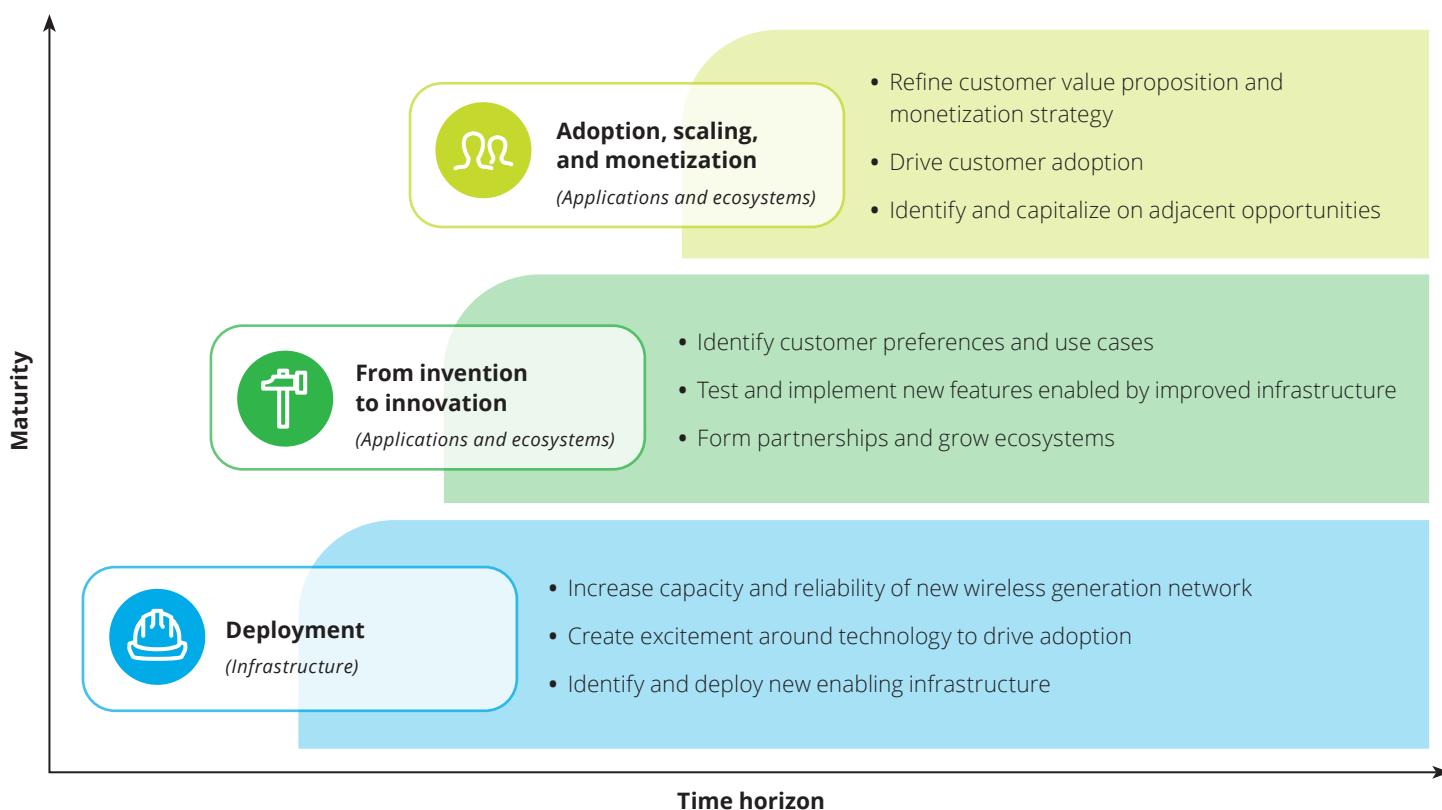 Adoption, scaling,
and monetization
(Applications and ecosystems)
• Refine customer value proposition and
monetization strategy
• Drive customer adoption
• Identify and capitalize on adjacent opportunities
From invention
to innovation
(Applications and ecosystems)
• Identify customer preferences and use cases
• Test and implement new features enabled by improved infrastructure
• Form partnerships and grow ecosystems
Deployment
(Infrastructure)
• Increase capacity and reliability of new wireless generation network
• Create excitement around technology to drive adoption
• Identify and deploy new enabling infrastructure
Maturity
Time horizon